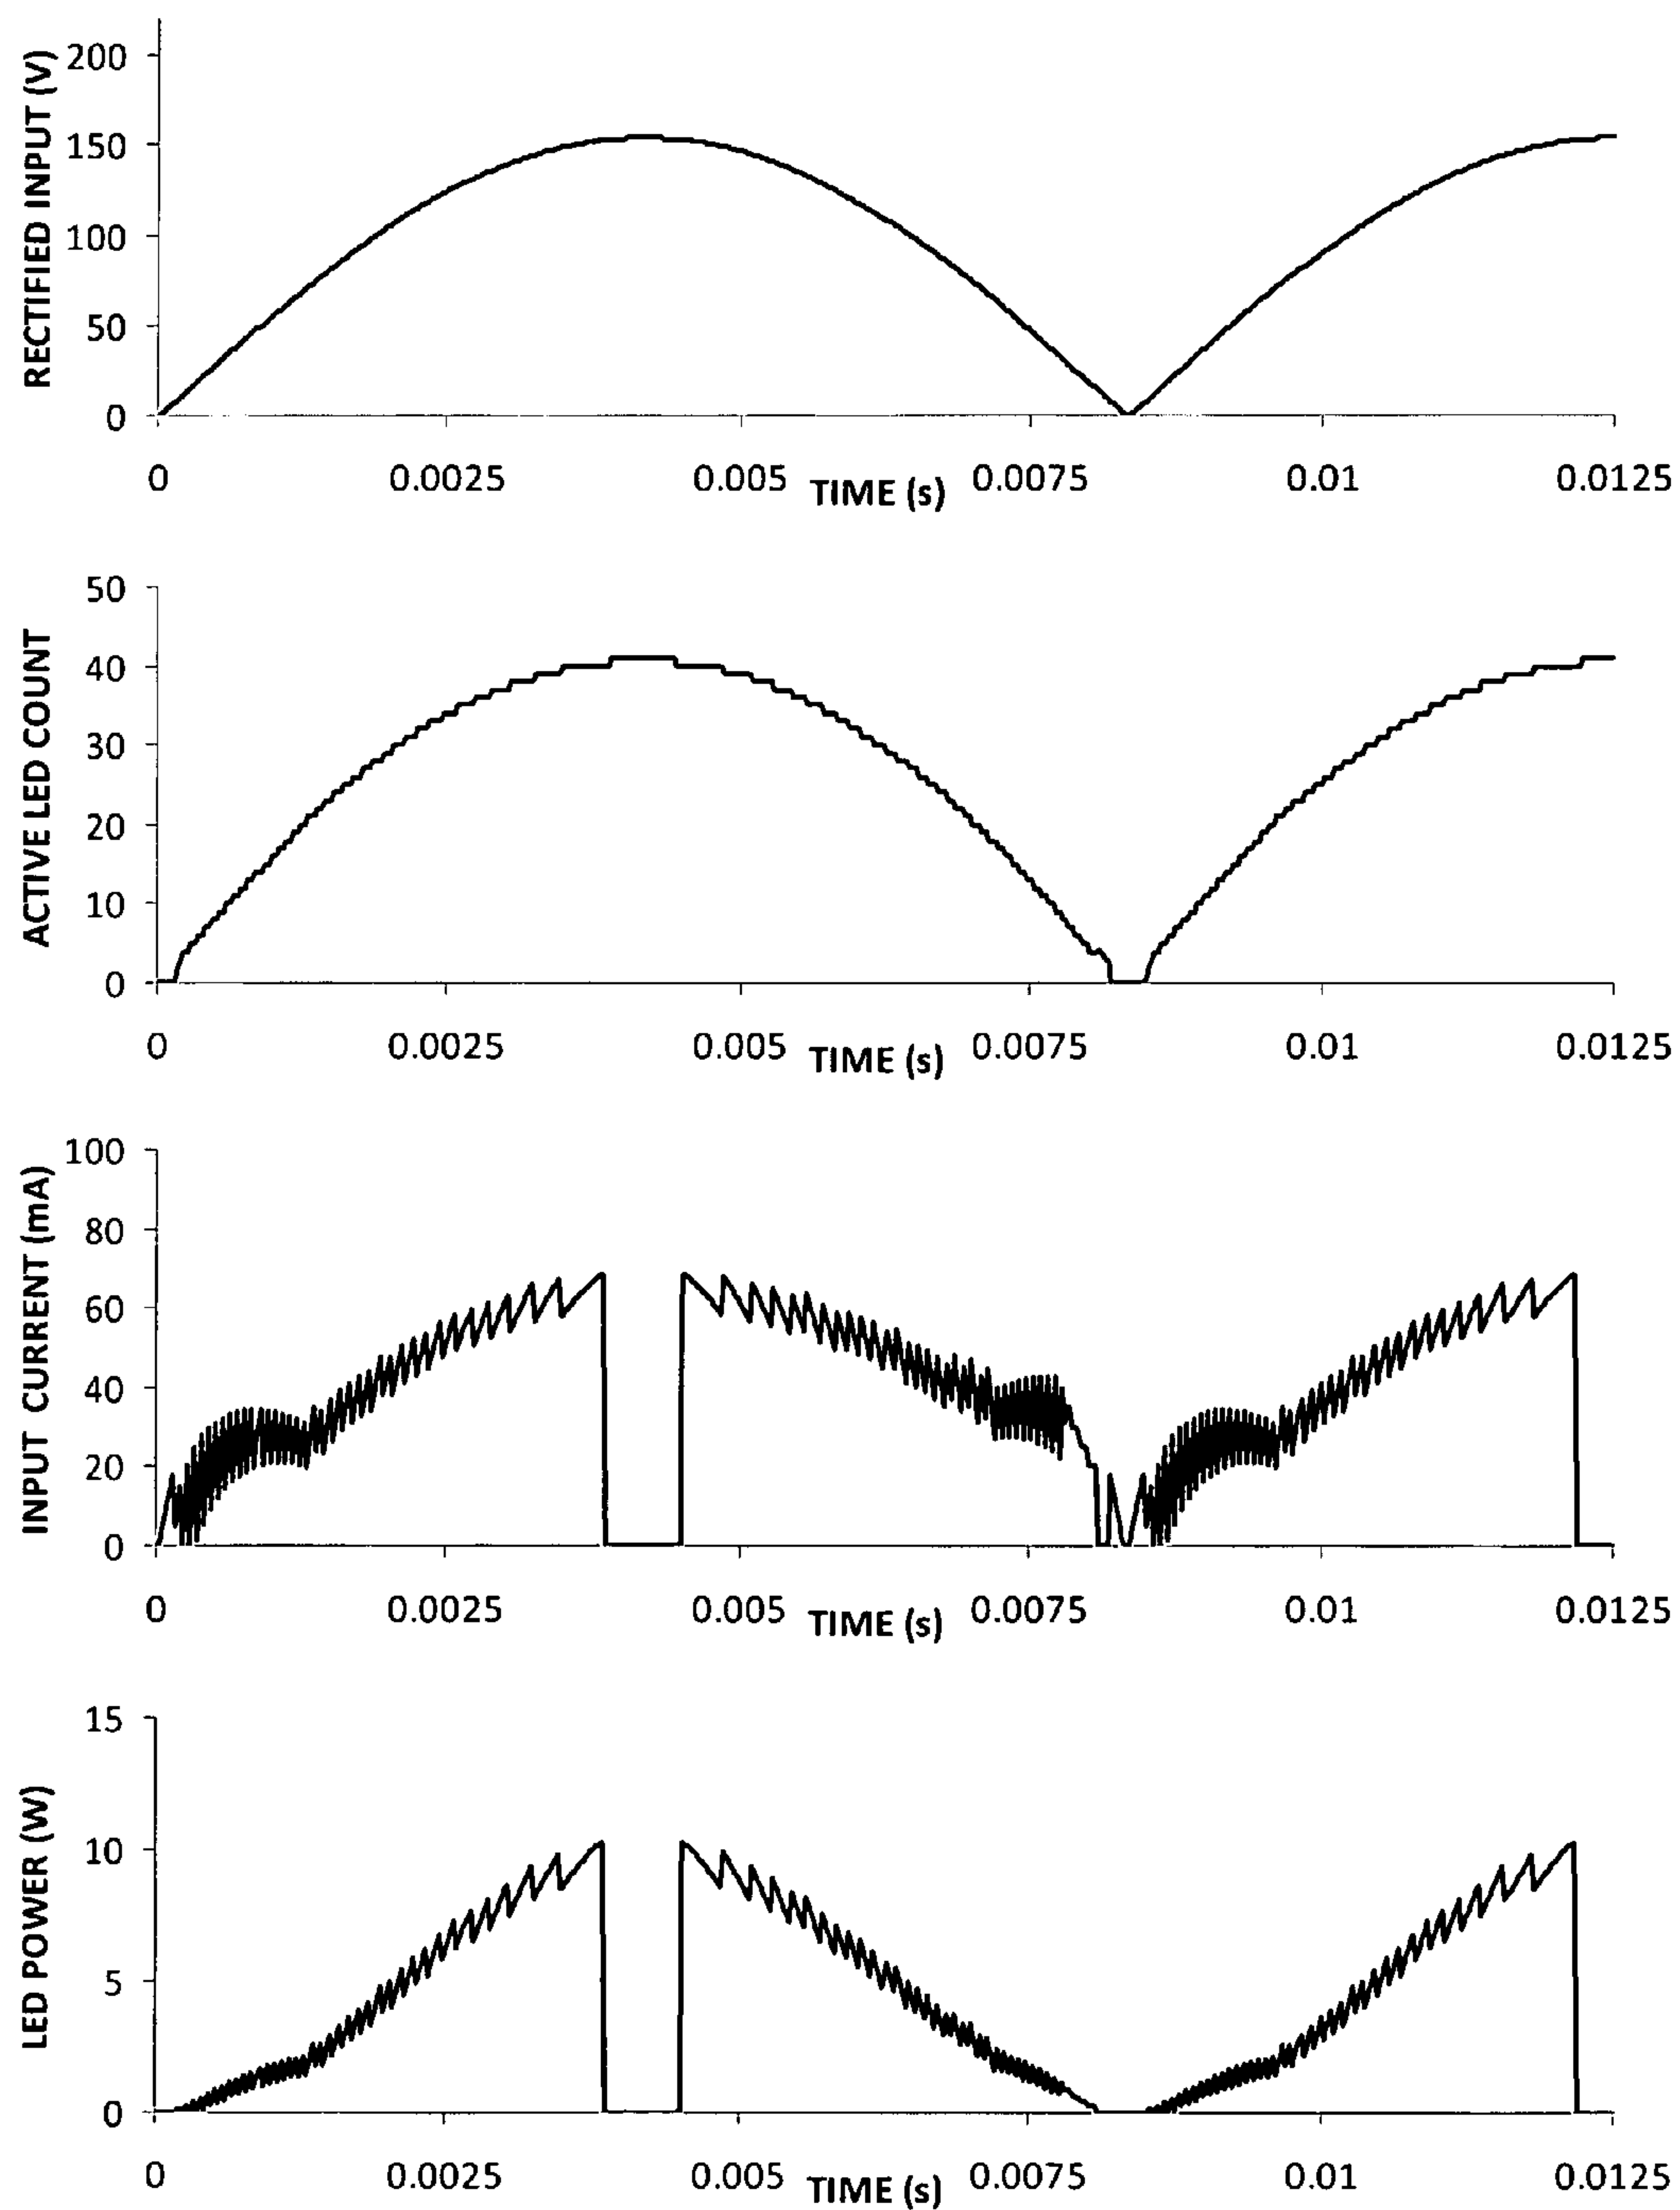 RECTIFIED INPUT (V)
200
150
100
50
0
0 0.0025 0.005 TIME (s) 0.0075 0.01 0.0125
ACTIVE LED COUNT
50
40
30
20
10
0
0 0.0025 0.005 TIME (s) 0.0075 0.01 0.0125
INPUT CURRENT (mA)
100
80
60
40
20
0
0 0.0025 0.005 TIME (s) 0.0075 0.01 0.0125
LED POWER (W)
15
10
5
0
0 0.0025 0.005 TIME (s) 0.0075 0.01 0.0125